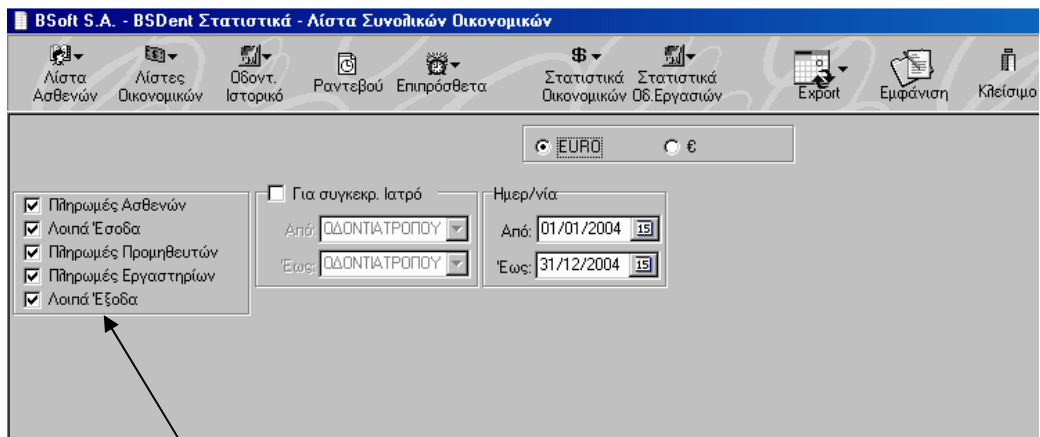 BSoft S.A. - BSDent Στατιστικά - Λίστα Συνολικών Οικονομικών
Λίστα Ασθενών
Λίστες Οικονομικών
Οδοντ. Ιστορικό
Ραντεβού
Επιπρόσθετα
Στατιστικά Οικονομικών
Στατιστικά Οδ.Εργασιών
Export
Εμφάνιση
Κλείσιμο
EURO
€
Πληρωμές Ασθενών
Λοιπά Έσοδα
Πληρωμές Προμηθευτών
Πληρωμές Εργαστηρίων
Λοιπά Έξοδα
Για συγκεκρ. Ιατρό
Από: ΟΔΟΝΤΙΑΤΡΟΠΟΥ
Έως: ΟΔΟΝΤΙΑΤΡΟΠΟΥ
Ημερ/νία
Από: 01/01/2004 15
Έως: 31/12/2004 15